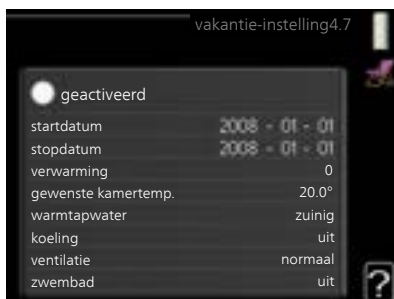 vakantie-instelling4.7
geactiveerd
startdatum 2008 - 01 - 01
stopdatum 2008 - 01 - 01
verwarming 0
gewenste kamertemp. 20.0°
warmtapwater zuinig
koeling uit
ventilatie normaal
zwembad uit
?